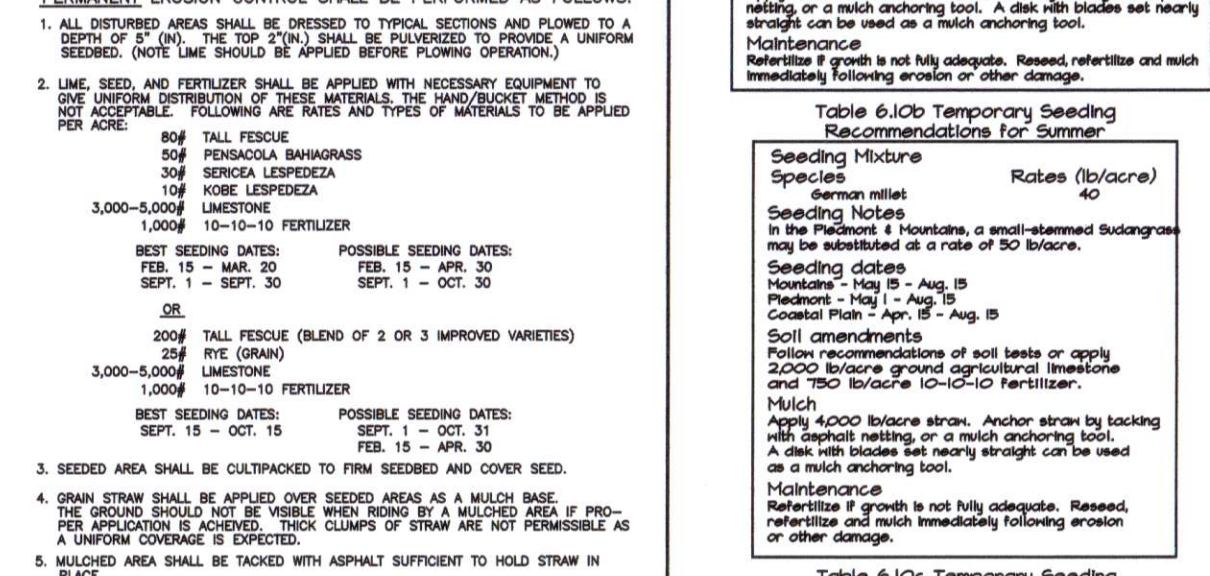 PERMANENT EROSION CONTROL SHALL BE PERFORMED AS FOLLOWS:
1. ALL DISTURBED AREAS SHALL BE DRESSED TO TYPICAL SECTIONS AND PLOWED TO A
DEPTH OF 5" (IN). THE TOP 2"(IN.) SHALL BE PULVERIZED TO PROVIDE A UNIFORM
SEEDBED. (NOTE LIME SHOULD BE APPLIED BEFORE PLOWING OPERATION.)
2. LIME, SEED, AND FERTILIZER SHALL BE APPLIED WITH NECESSARY EQUIPMENT TO
GIVE UNIFORM DISTRIBUTION OF THESE MATERIALS. THE HAND/BUCKET METHOD IS
NOT ACCEPTABLE. FOLLOWING ARE RATES AND TYPES OF MATERIALS TO BE APPLIED
PER ACRE:
80# TALL FESCUE
50# PENSACOLA BAHIAGRASS
30# SERICEA LESPEDEZA
10# KOBE LESPEDEZA
3,000-5,000# LIMESTONE
1,000# 10-10-10 FERTILIZER
BEST SEEDING DATES: POSSIBLE SEEDING DATES:
FEB. 15 - MAR. 20 FEB. 15 - APR. 30
SEPT. 1 - SEPT. 30 SEPT. 1 - OCT. 30
OR
200# TALL FESCUE (BLEND OF 2 OR 3 IMPROVED VARIETIES)
25# RYE (GRAIN)
3,000-5,000# LIMESTONE
1,000# 10-10-10 FERTILIZER
BEST SEEDING DATES: POSSIBLE SEEDING DATES:
SEPT. 15 - OCT. 15 SEPT. 1 - OCT. 31
FEB. 15 - APR. 30
3. SEEDED AREA SHALL BE CULTIPACKED TO FIRM SEEDBED AND COVER SEED.
4. GRAIN STRAW SHALL BE APPLIED OVER SEEDED AREAS AS A MULCH BASE.
THE GROUND SHOULD NOT BE VISIBLE WHEN RIDING BY A MULCHED AREA IF PRO-
PER APPLICATION IS ACHEIVED. THICK CLUMPS OF STRAW ARE NOT PERMISSIBLE AS
A UNIFORM COVERAGE IS EXPECTED.
5. MULCHED AREA SHALL BE TACKED WITH ASPHALT SUFFICIENT TO HOLD STRAW IN
PLACE
netting, or a mulch anchoring tool. A disk with blades set nearly
straight can be used as a mulch anchoring tool.
Maintenance
Refertilize if growth is not fully adequate. Reseed, refertilize and mulch
immediately following erosion or other damage.
Table 6.10b Temporary Seeding
Recommendations for Summer
Seeding Mixture
Species Rates (lb/acre)
German millet 40
Seeding Notes
In the Piedmont & Mountains, a small-stemmed Sudangrass
may be substituted at a rate of 50 lb/acre.
Seeding dates
Mountains - May 15 - Aug. 15
Piedmont - May 1 - Aug. 15
Coastal Plain - Apr. 15 - Aug. 15
Soil amendments
Follow recommendations of soil tests or apply
2,000 lb/acre ground agricultural limestone
and 750 lb/acre 10-10-10 fertilizer.
Mulch
Apply 4,000 lb/acre straw. Anchor straw by tacking
with asphalt netting, or a mulch anchoring tool.
A disk with blades set nearly straight can be used
as a mulch anchoring tool.
Maintenance
Refertilize if growth is not fully adequate. Reseed,
refertilize and mulch immediately following erosion
or other damage.
Table 6.10c Temporary Seeding